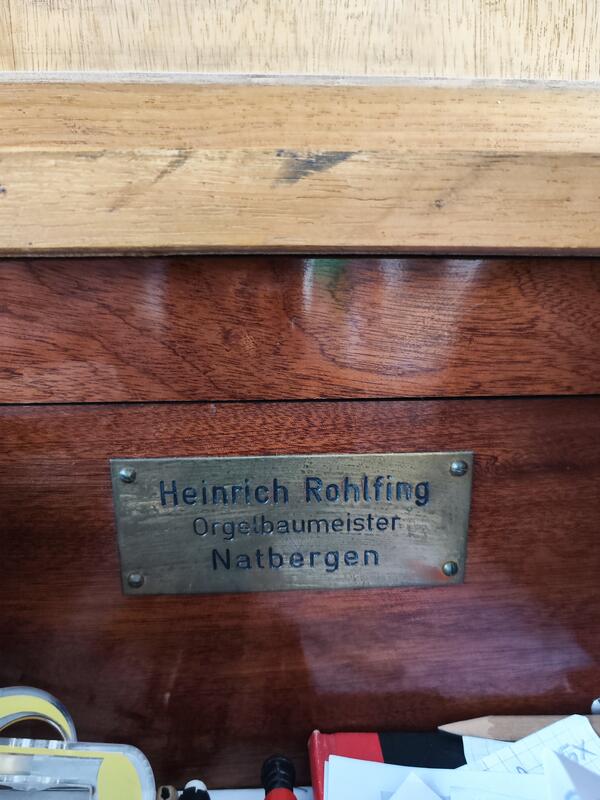 Heinrich Rohlfing
Orgelbaumeister
Natbergen